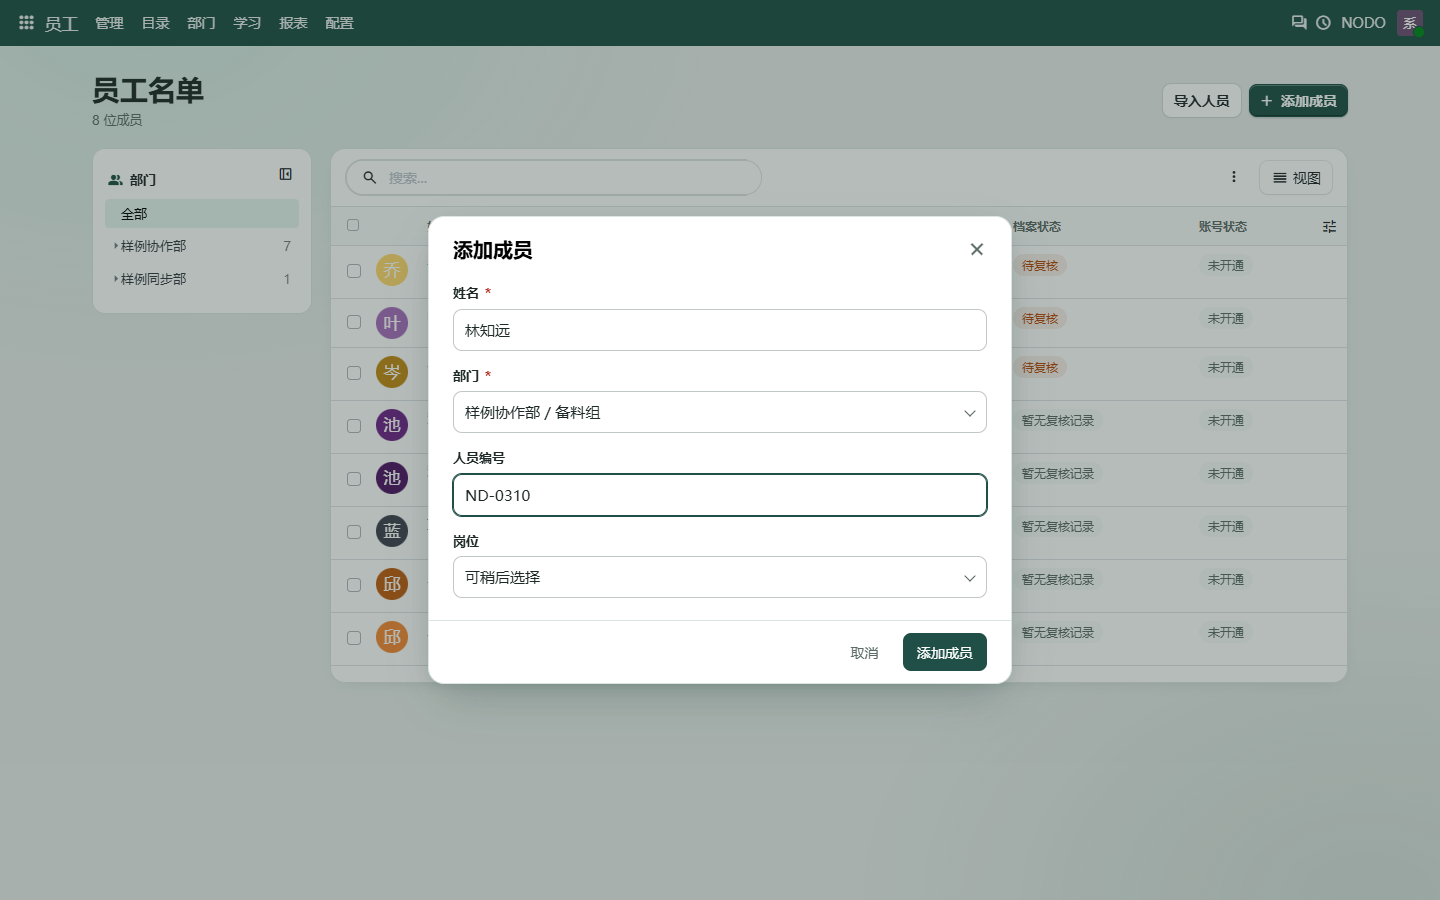 员工 管理 目录 部门 学习 报表 配置 NODO 系
员工名单
8 位成员
导入人员 + 添加成员
部门
全部
样例协作部 7
样例同步部 1
搜索...
视图
档案状态 账号状态
乔 待复核 未开通
叶 待复核 未开通
岑 待复核 未开通
池 暂无复核记录 未开通
池 暂无复核记录 未开通
蓝 暂无复核记录 未开通
邱 暂无复核记录 未开通
邱 暂无复核记录 未开通
添加成员
姓名 *
林知远
部门 *
样例协作部 / 备料组
人员编号
ND-0310
岗位
可稍后选择
取消 添加成员